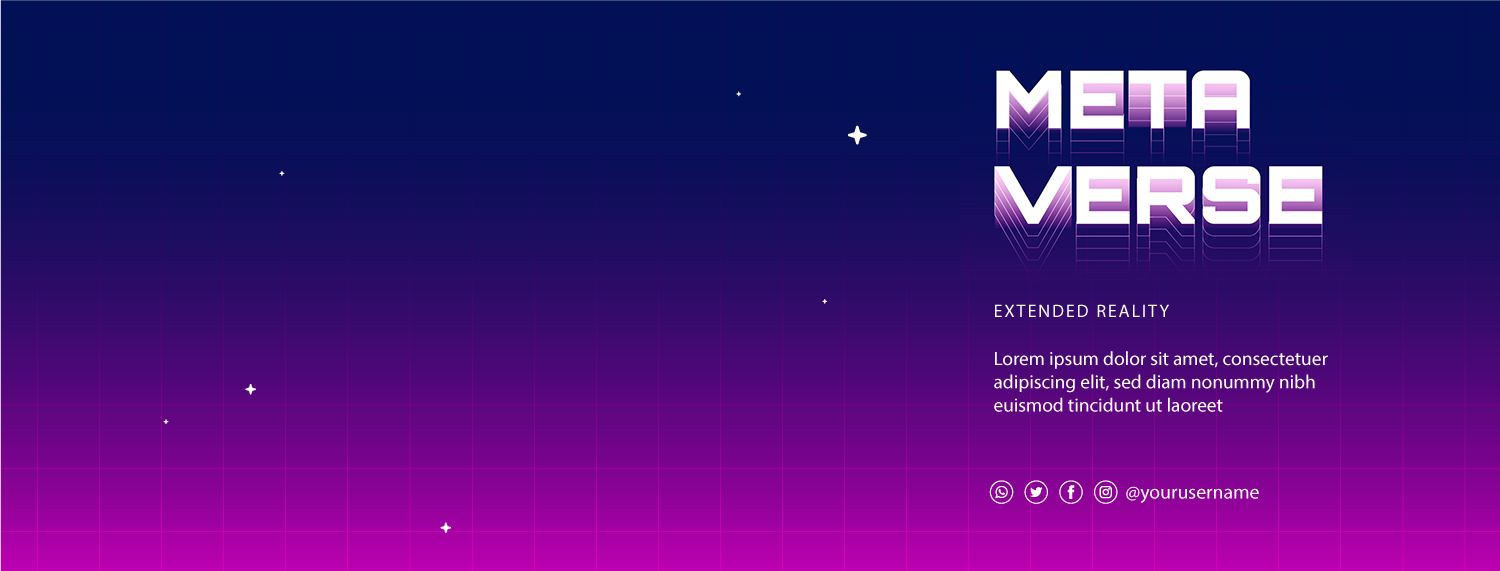 META
VERSE
EXTENDED REALITY
Lorem ipsum dolor sit amet, consectetuer
adipiscing elit, sed diam nonummy nibh
euismod tincidunt ut laoreet
@yourusername